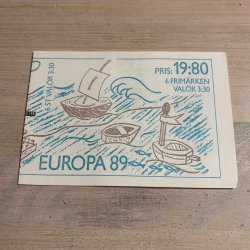 PRIS: 19:80
6 FRIMÄRKEN
VALÖR 3:30
6 ST VALÖR 3:30
EUROPA 89